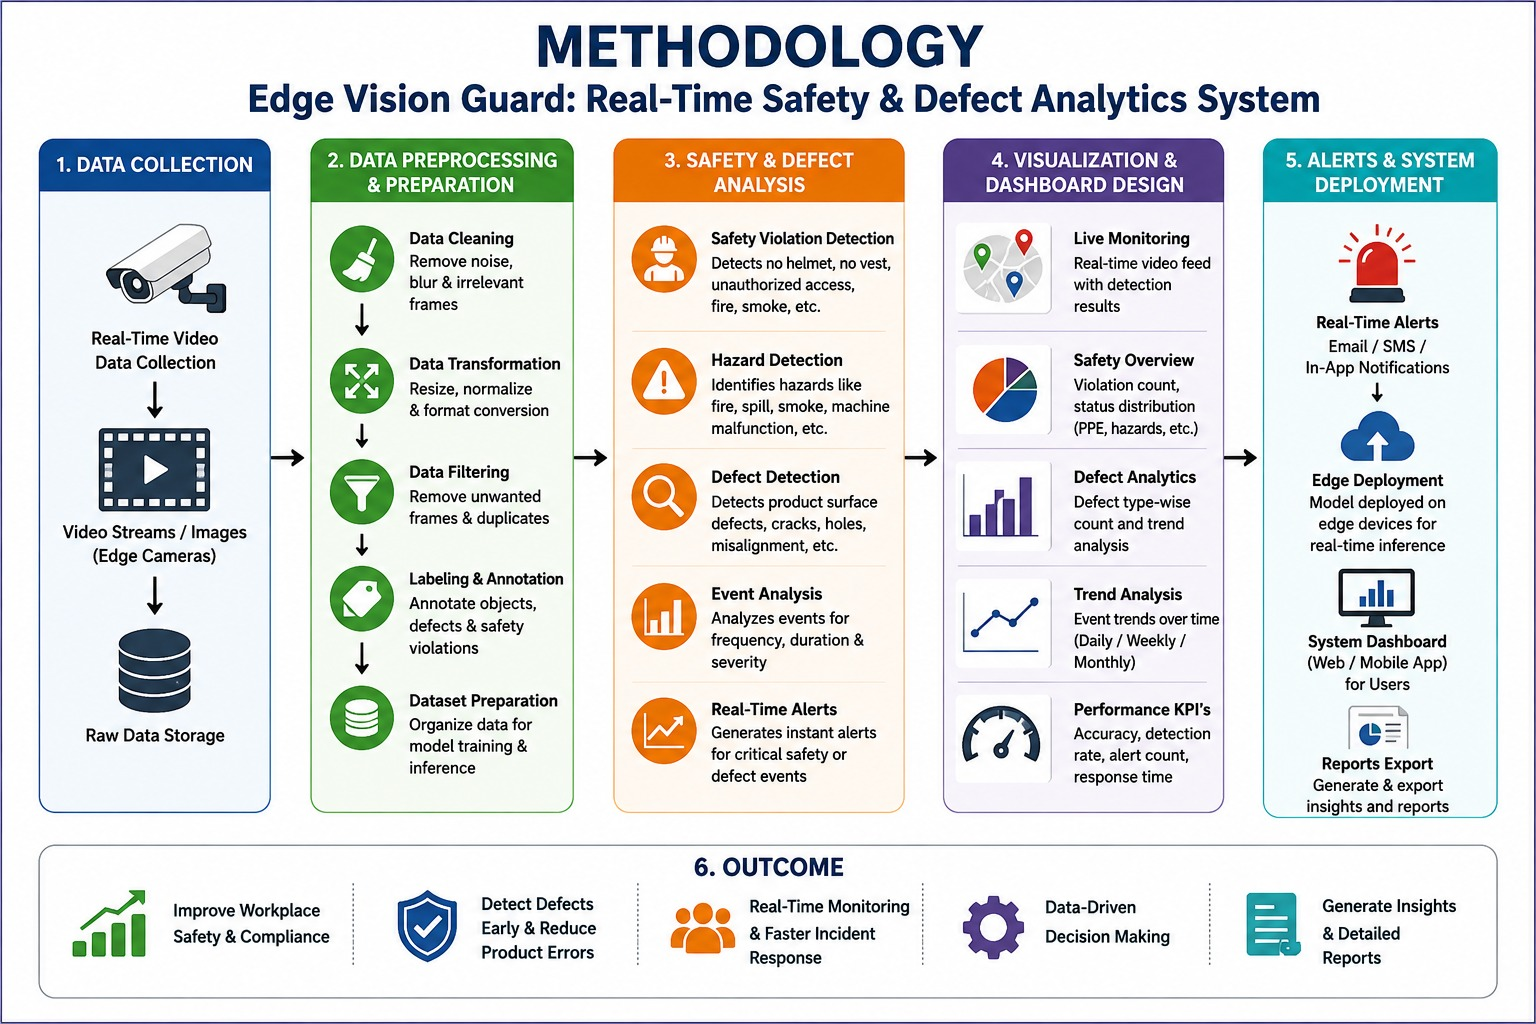 METHODOLOGY
Edge Vision Guard: Real-Time Safety & Defect Analytics System
1. DATA COLLECTION
Real-Time Video
Data Collection
Video Streams / Images
(Edge Cameras)
Raw Data Storage
2. DATA PREPROCESSING
& PREPARATION
Data Cleaning
Remove noise,
blur & irrelevant
frames
Data Transformation
Resize, normalize
& format conversion
Data Filtering
Remove unwanted
frames & duplicates
Labeling & Annotation
Annotate objects,
defects & safety
violations
Dataset Preparation
Organize data for
model training &
inference
3. SAFETY & DEFECT
ANALYSIS
Safety Violation Detection
Detects no helmet, no vest,
unauthorized access,
fire, smoke, etc.
Hazard Detection
Identifies hazards like
fire, spill, smoke, machine
malfunction, etc.
Defect Detection
Detects product surface
defects, cracks, holes,
misalignment, etc.
Event Analysis
Analyzes events for
frequency, duration &
severity
Real-Time Alerts
Generates instant alerts
for critical safety or
defect events
4. VISUALIZATION &
DASHBOARD DESIGN
Live Monitoring
Real-time video feed
with detection
results
Safety Overview
Violation count,
status distribution
(PPE, hazards, etc.)
Defect Analytics
Defect type-wise
count and trend
analysis
Trend Analysis
Event trends over time
(Daily / Weekly /
Monthly)
Performance KPI's
Accuracy, detection
rate, alert count,
response time
5. ALERTS & SYSTEM
DEPLOYMENT
Real-Time Alerts
Email / SMS /
In-App Notifications
Edge Deployment
Model deployed on
edge devices for
real-time inference
System Dashboard
(Web / Mobile App)
for Users
Reports Export
Generate & export
insights and reports
6. OUTCOME
Improve Workplace
Safety & Compliance
Detect Defects
Early & Reduce
Product Errors
Real-Time Monitoring
& Faster Incident
Response
Data-Driven
Decision Making
Generate Insights
& Detailed
Reports